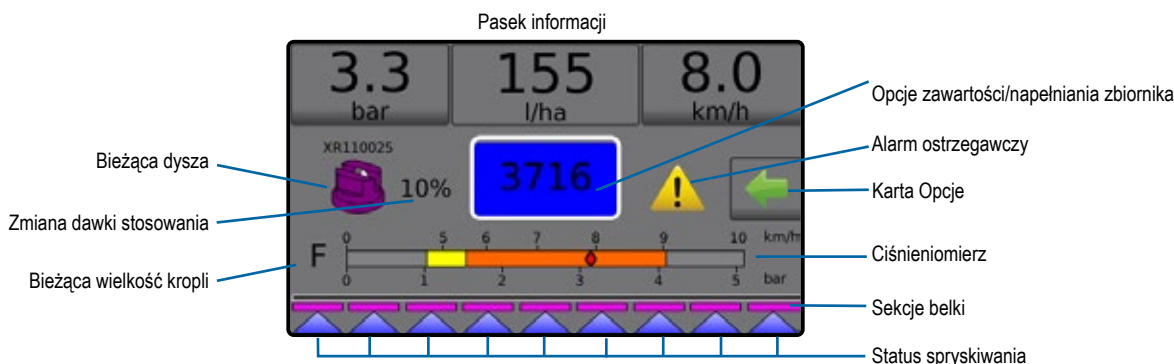 Pasek informacji
3.3
bar
155
l/ha
8.0
km/h
Opcje zawartości/napełniania zbiornika
Alarm ostrzegawczy
Karta Opcje
Bieżąca dysza
XR110025
10%
3716
Zmiana dawki stosowania
Bieżąca wielkość kropli
F
0 5 6 7 8 9 10 km/h
0 1 2 3 4 5 bar
Ciśnieniomierz
Sekcje belki
Status spryskiwania